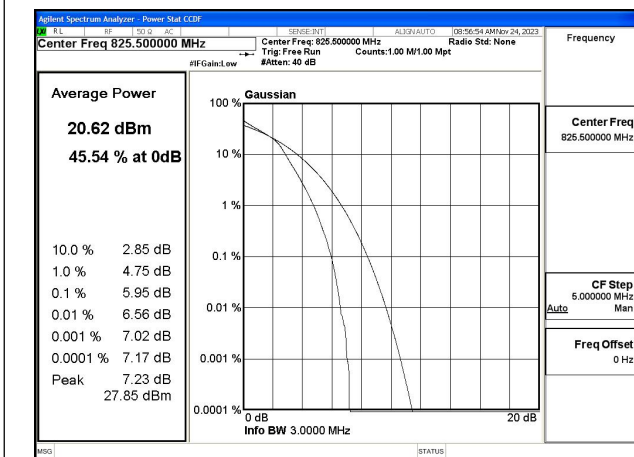 Agilent Spectrum Analyzer - Power Stat CCDF
RL RF 50 Ω AC SENSE:INT ALIGN AUTO 08:56:54 AM Nov 24, 2023
Center Freq 825.500000 MHz Center Freq: 825.500000 MHz Radio Std: None
Trig: Free Run Counts:1.00 M/1.00 Mpt
#IFGain:Low #Atten: 40 dB
Frequency
Average Power
20.62 dBm
45.54 % at 0dB
10.0 % 2.85 dB
1.0 % 4.75 dB
0.1 % 5.95 dB
0.01 % 6.56 dB
0.001 % 7.02 dB
0.0001 % 7.17 dB
Peak 7.23 dB
27.85 dBm
100 % Gaussian
10 %
1 %
0.1 %
0.01 %
0.001 %
0.0001 %
0 dB 20 dB
Info BW 3.0000 MHz
Center Freq
825.500000 MHz
CF Step
5.000000 MHz
Auto Man
Freq Offset
0 Hz
MSG STATUS